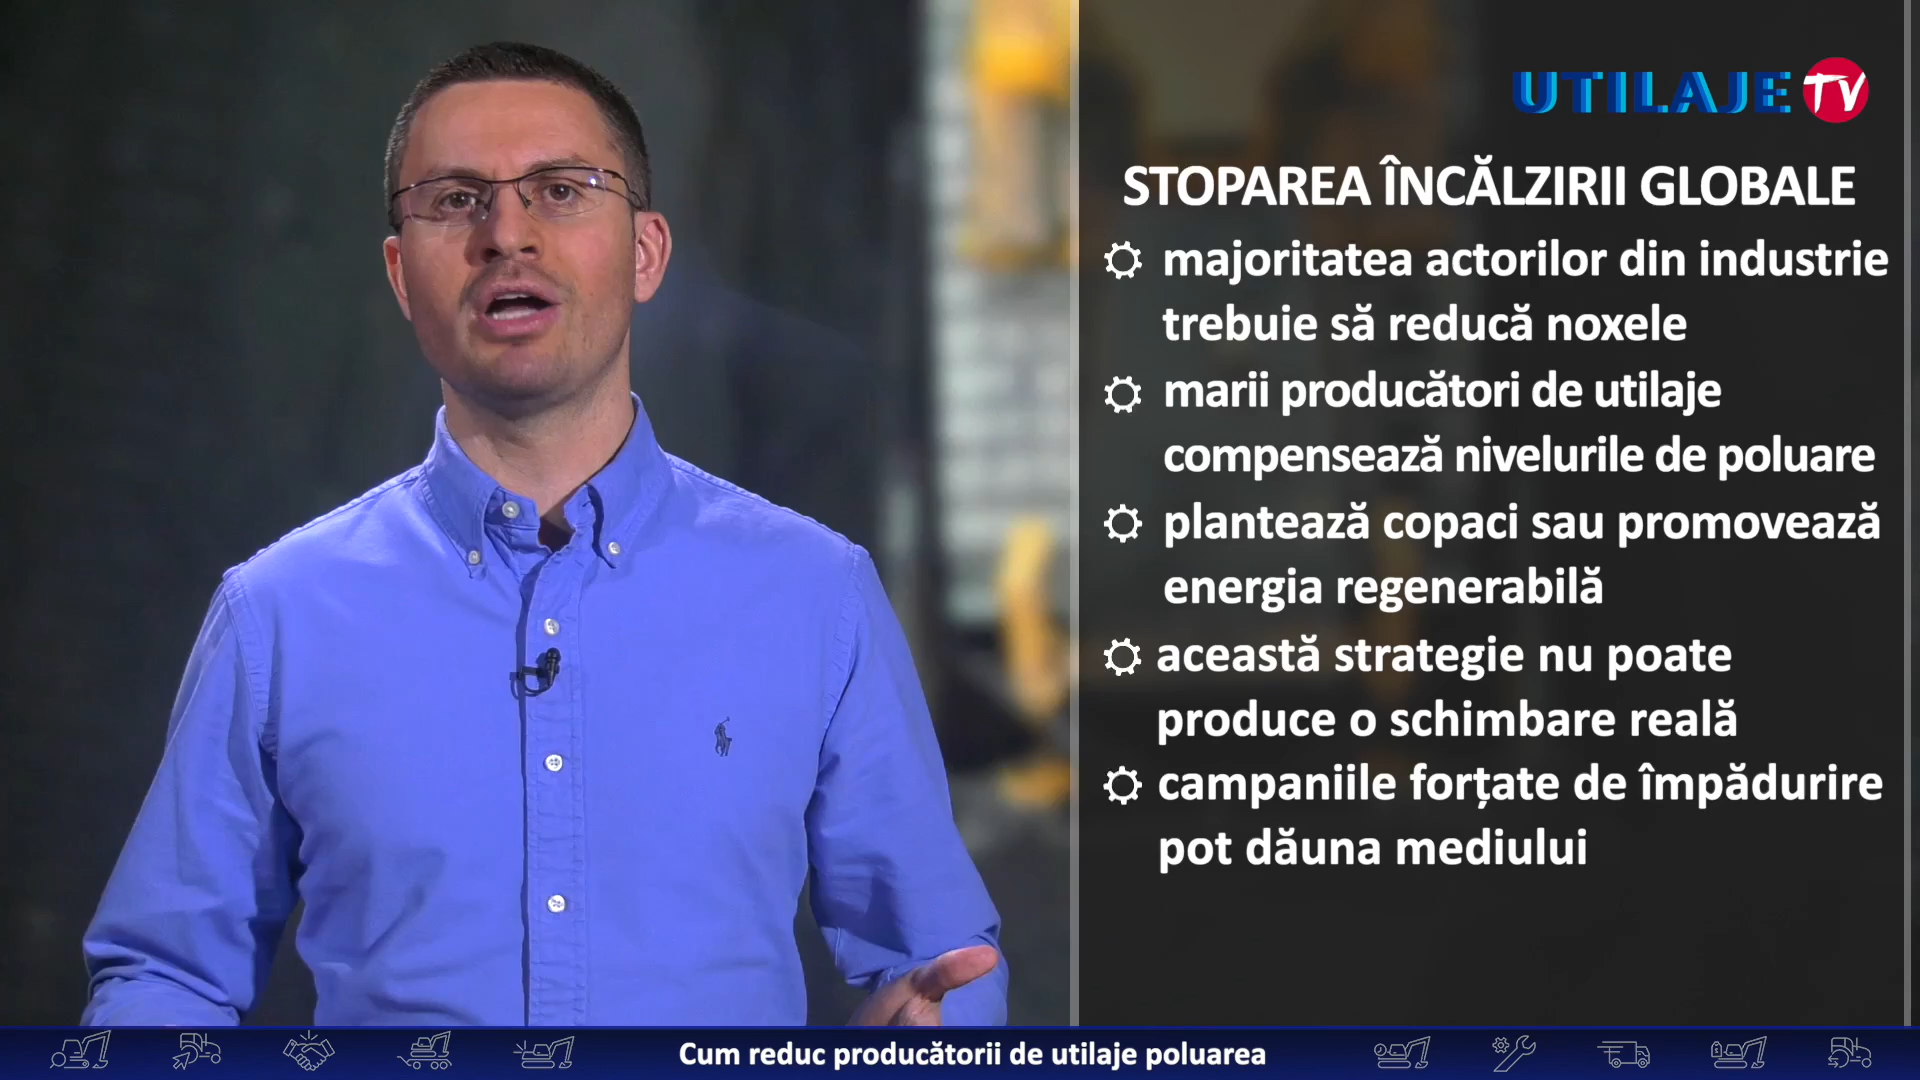 UTILAJE TV
STOPAREA ÎNCĂLZIRII GLOBALE
majoritatea actorilor din industrie
trebuie să reducă noxele
marii producători de utilaje
compensează nivelurile de poluare
plantează copaci sau promovează
energia regenerabilă
această strategie nu poate
produce o schimbare reală
campaniile forțate de împădurire
pot dăuna mediului
Cum reduc producătorii de utilaje poluarea